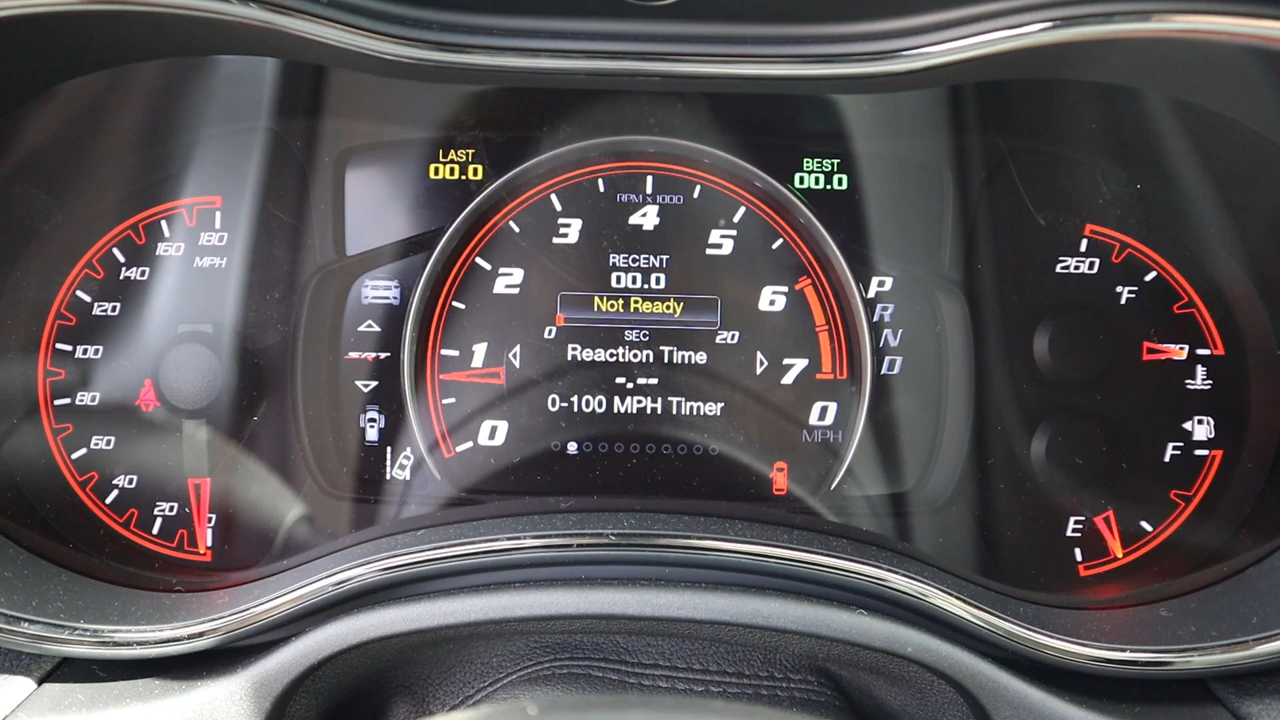 LAST
00.0
BEST
00.0
180
160
MPH
140
120
100
80
60
40
20
RPM x 1000
4
3
5
2
6
1
7
0
RECENT
00.0
Not Ready
0
SEC
20
Reaction Time
-.--
0-100 MPH Timer
0
MPH
SRT
P
R
N
D
260
°F
F
E